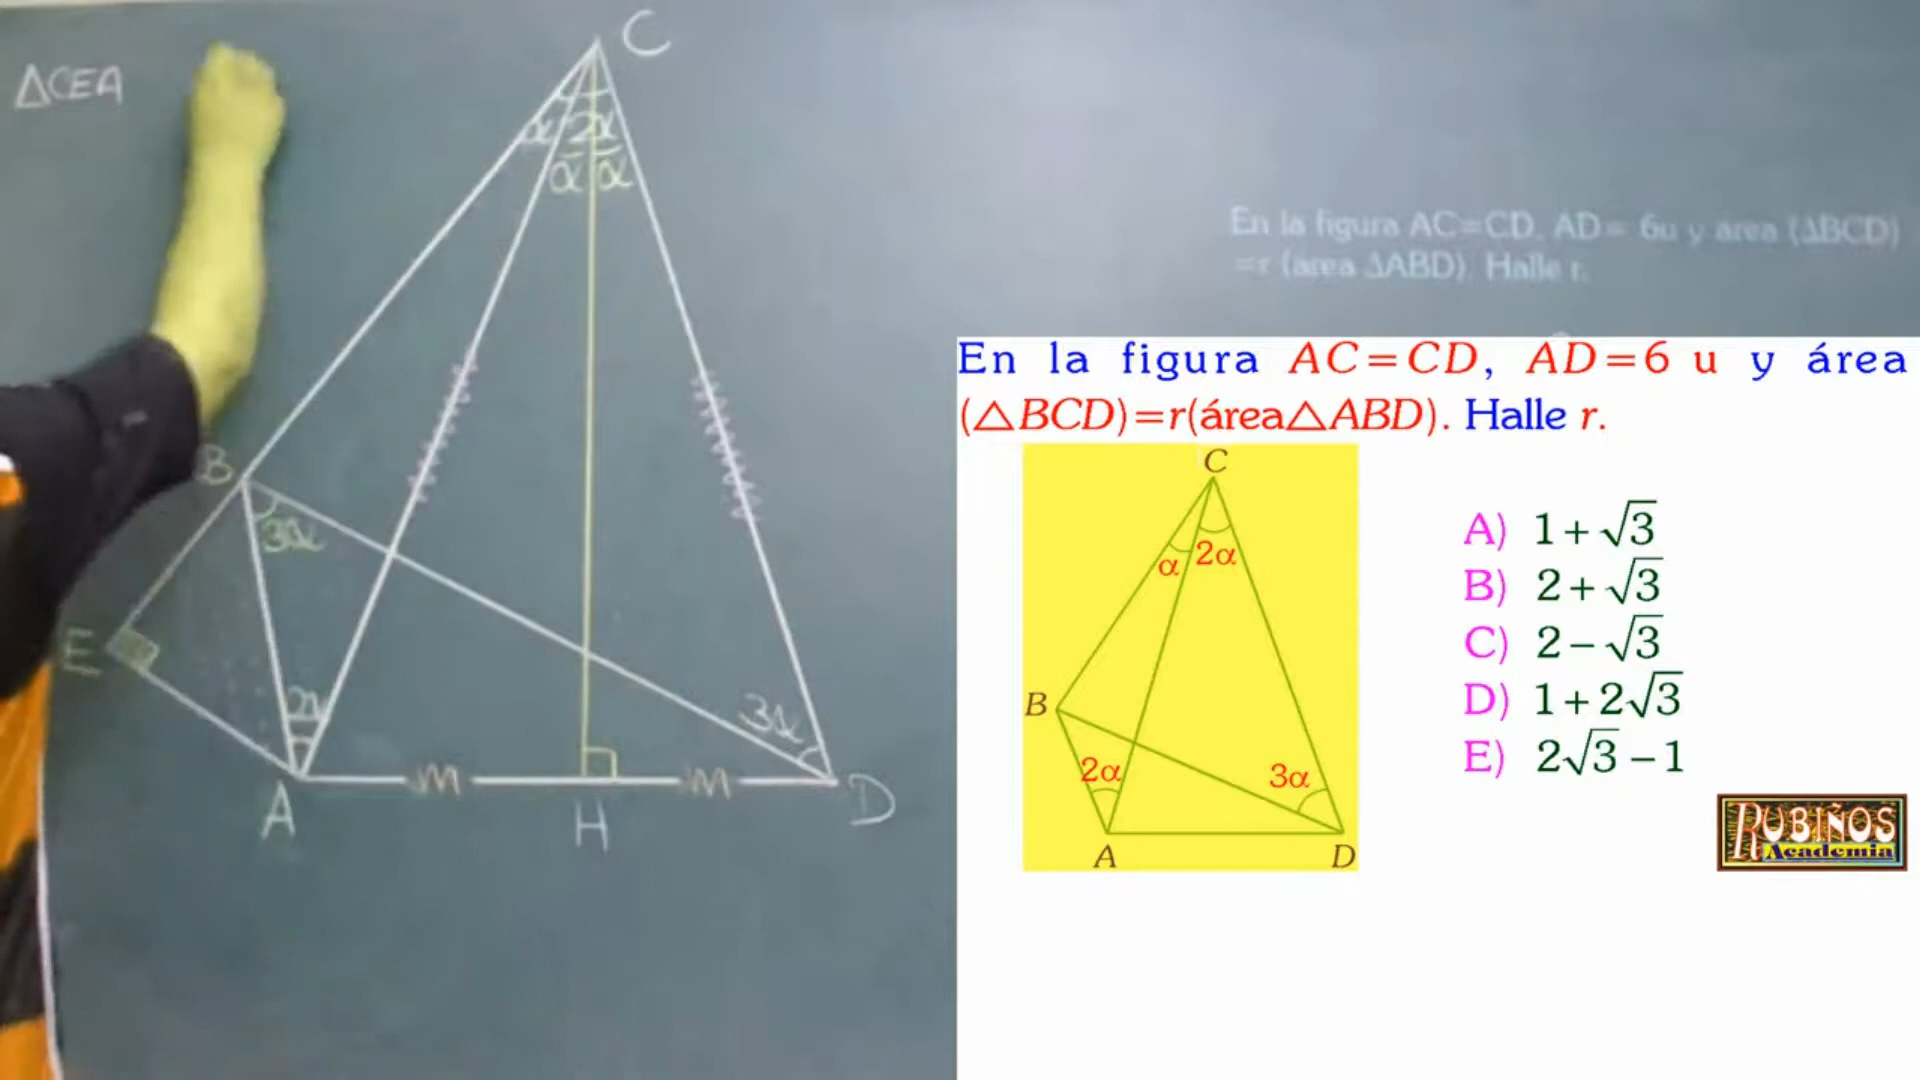 ΔCEA
C
α 2α
α α
B
3α
E
2α
3α
m m
A H D
En la figura AC=CD, AD= 6u y área (ΔBCD)
=r (área ΔABD). Halle r.
En la figura AC=CD, AD=6 u y área
(△BCD)=r(área△ABD). Halle r.
C
α 2α
B
2α 3α
A D
A) 1+√3
B) 2+√3
C) 2−√3
D) 1+2√3
E) 2√3−1
RUBIÑOS
Academia